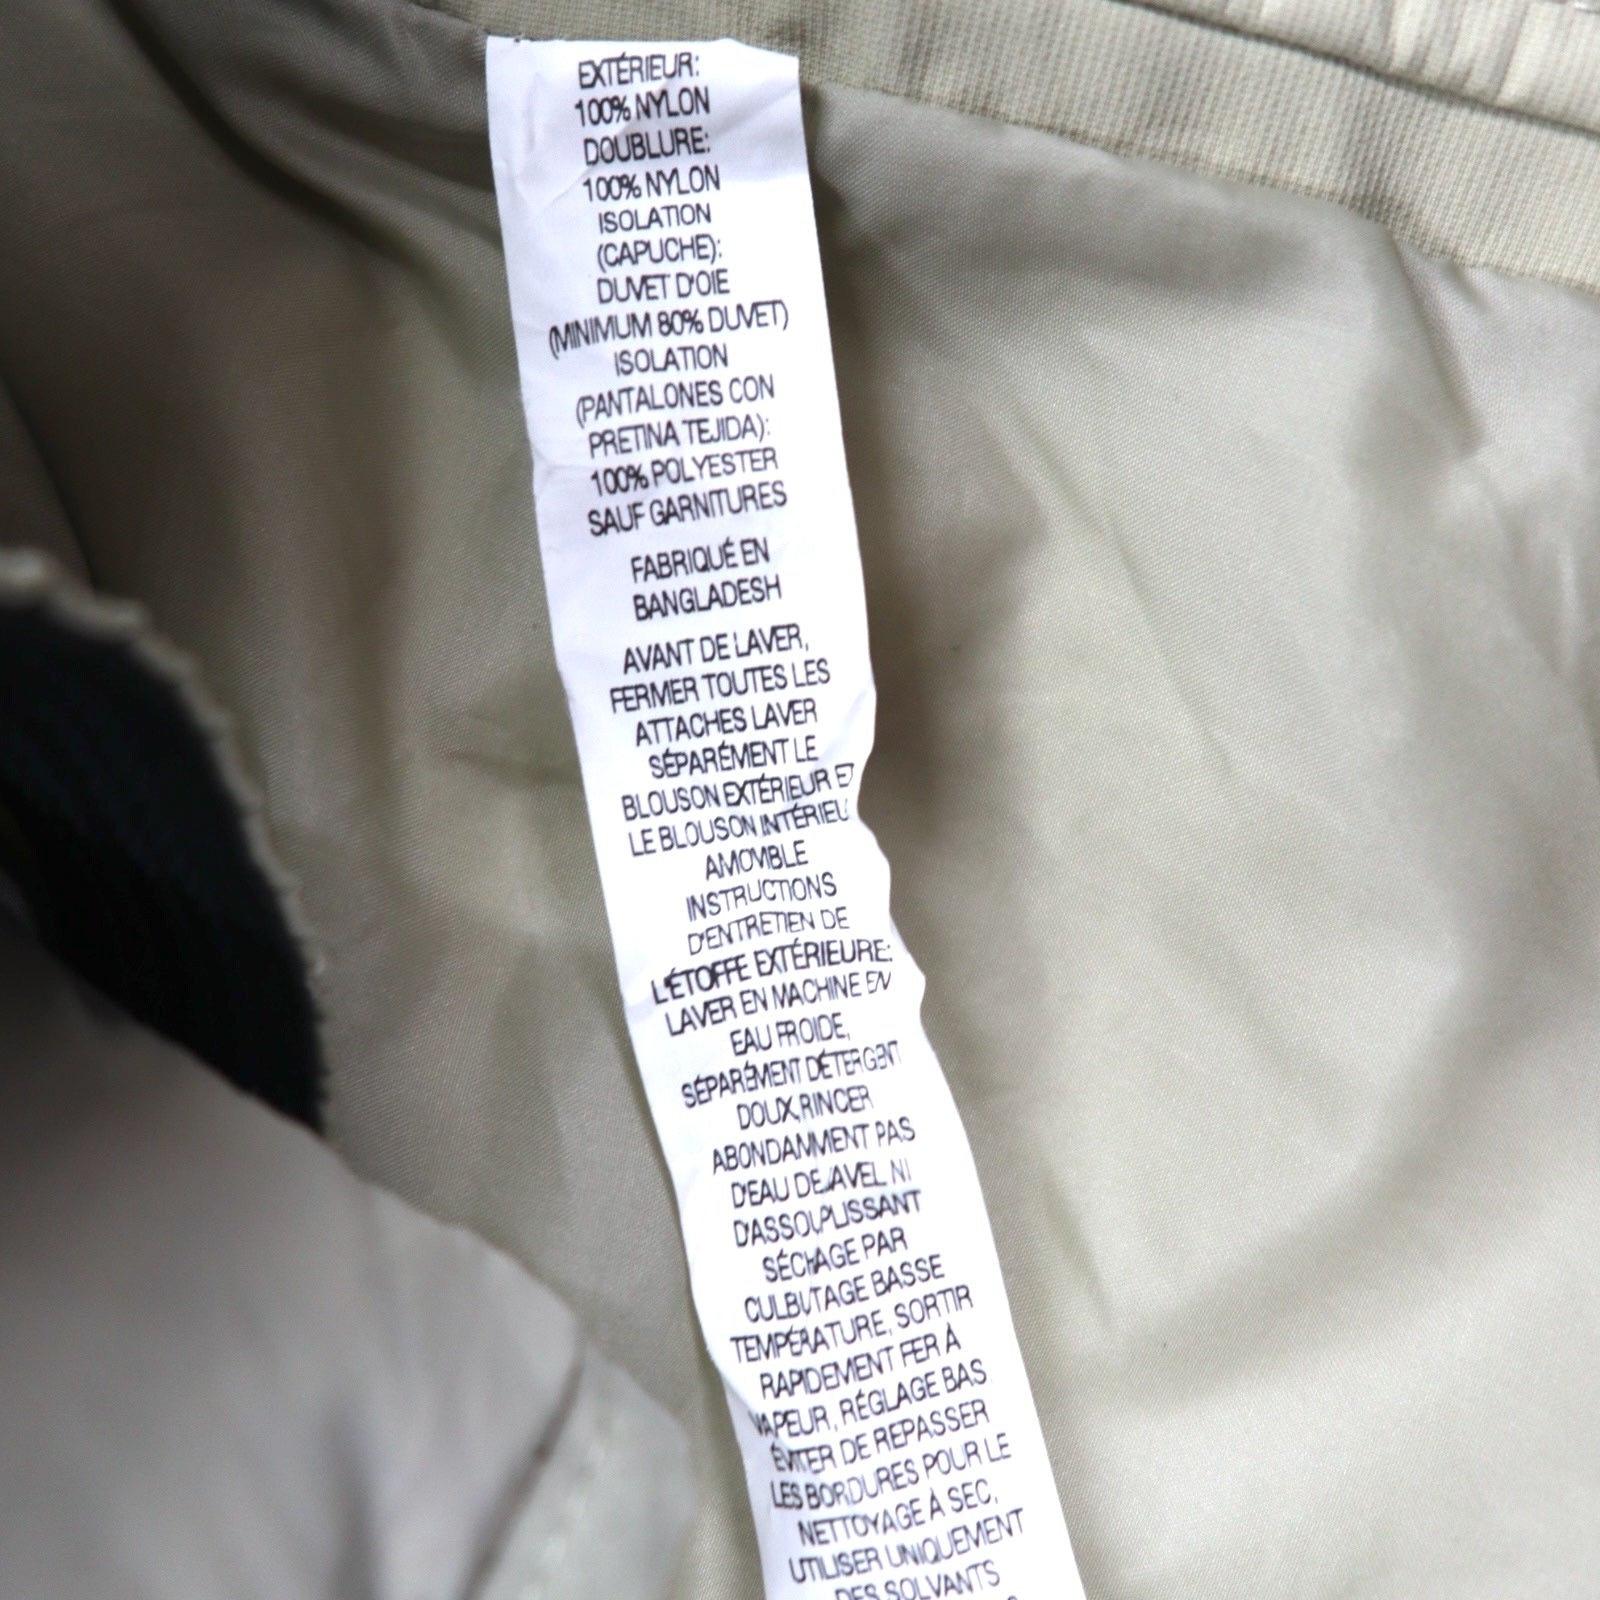 EXTÉRIEUR:
100% NYLON
DOUBLURE:
100% NYLON
ISOLATION
(CAPUCHE):
DUVET D'OIE
(MINIMUM 80% DUVET)
ISOLATION
(PANTALONES CON
PRETINA TEJIDA):
100% POLYESTER
SAUF GARNITURES
FABRIQUÉ EN
BANGLADESH
AVANT DE LAVER,
FERMER TOUTES LES
ATTACHES LAVER
SÉPARÉMENT LE
BLOUSON EXTÉRIEUR ET
LE BLOUSON INTÉRIEU
AMOVIBLE
INSTRUCTIONS
D'ENTRETIEN DE
L'ÉTOFFE EXTÉRIEURE:
LAVER EN MACHINE EN
EAU FROIDE,
SÉPARÉMENT DÉTERGENT
DOUX, RINCER
ABONDAMMENT PAS
D'EAU DE JAVEL NI
D'ASSOUPLISSANT
SÉCHAGE PAR
CULBUTAGE BASSE
TEMPÉRATURE, SORTIR
RAPIDEMENT FER À
VAPEUR, RÉGLAGE BAS
ÉVITER DE REPASSER
LES BORDURES POUR LE
NETTOYAGE À SEC,
UTILISER UNIQUEMENT
DES SOLVANTS